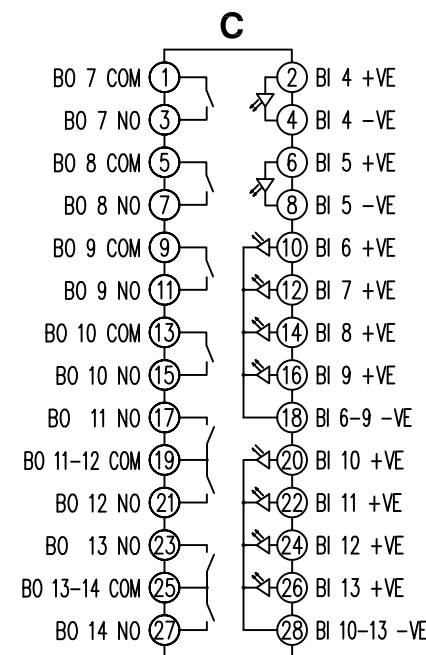 C
BO 7 COM 1 2 BI 4 +VE
BO 7 NO 3 4 BI 4 -VE
BO 8 COM 5 6 BI 5 +VE
BO 8 NO 7 8 BI 5 -VE
BO 9 COM 9 10 BI 6 +VE
BO 9 NO 11 12 BI 7 +VE
BO 10 COM 13 14 BI 8 +VE
BO 10 NO 15 16 BI 9 +VE
BO 11 NO 17 18 BI 6-9 -VE
BO 11-12 COM 19 20 BI 10 +VE
BO 12 NO 21 22 BI 11 +VE
BO 13 NO 23 24 BI 12 +VE
BO 13-14 COM 25 26 BI 13 +VE
BO 14 NO 27 28 BI 10-13 -VE